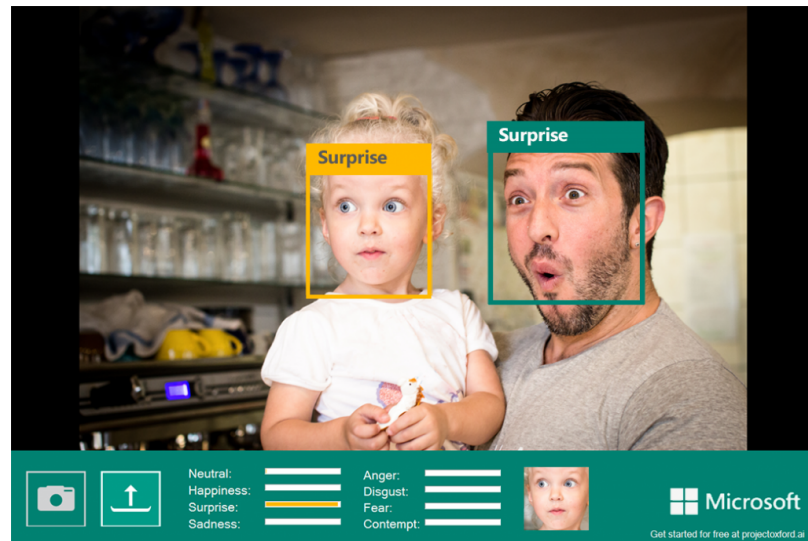 Surprise
Surprise
Neutral:
Happiness:
Surprise:
Sadness:
Anger:
Disgust:
Fear:
Contempt:
Microsoft
Get started for free at projectoxford.ai